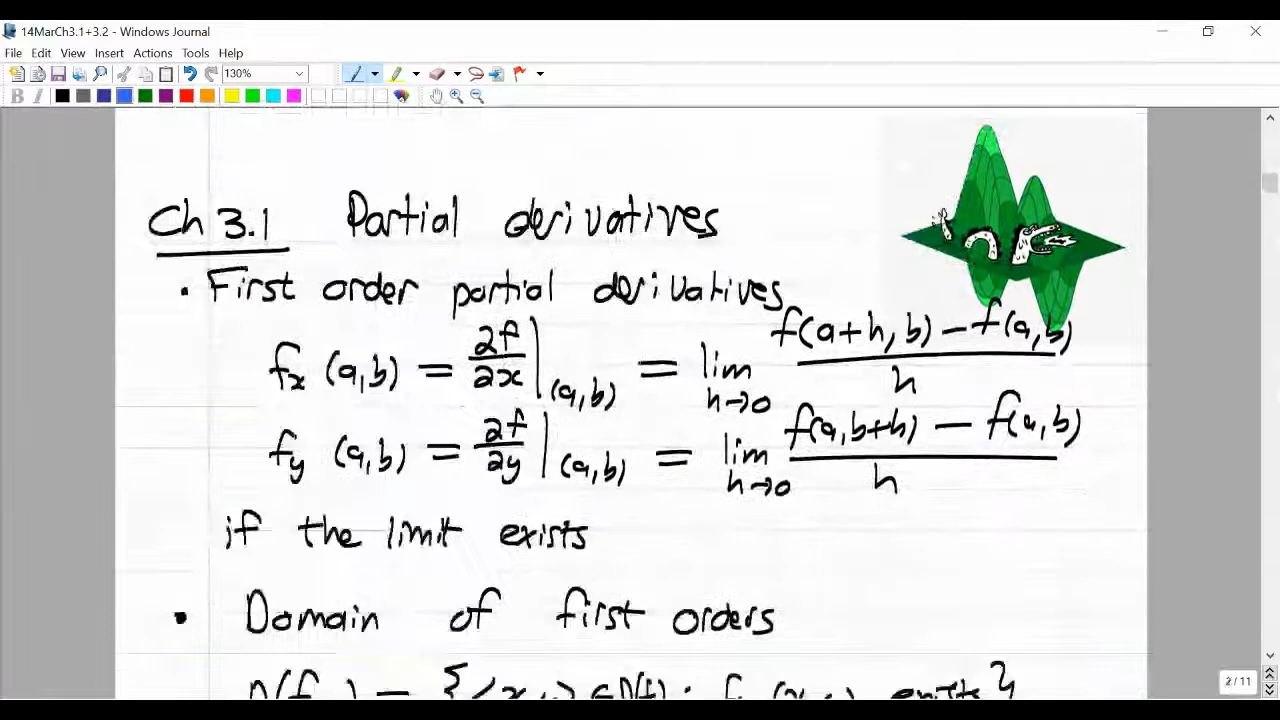 14MarCh3.1+3.2 - Windows Journal
File Edit View Insert Actions Tools Help
130%
B I
Ch 3.1 Partial derivatives
• First order partial derivatives
fx (a,b) = ∂f/∂x |(a,b) = lim h→0 f(a+h, b) - f(a,b) / h
fy (a,b) = ∂f/∂y |(a,b) = lim h→0 f(a,b+h) - f(a,b) / h
if the limit exists
• Domain of first orders
exists}
2 / 11